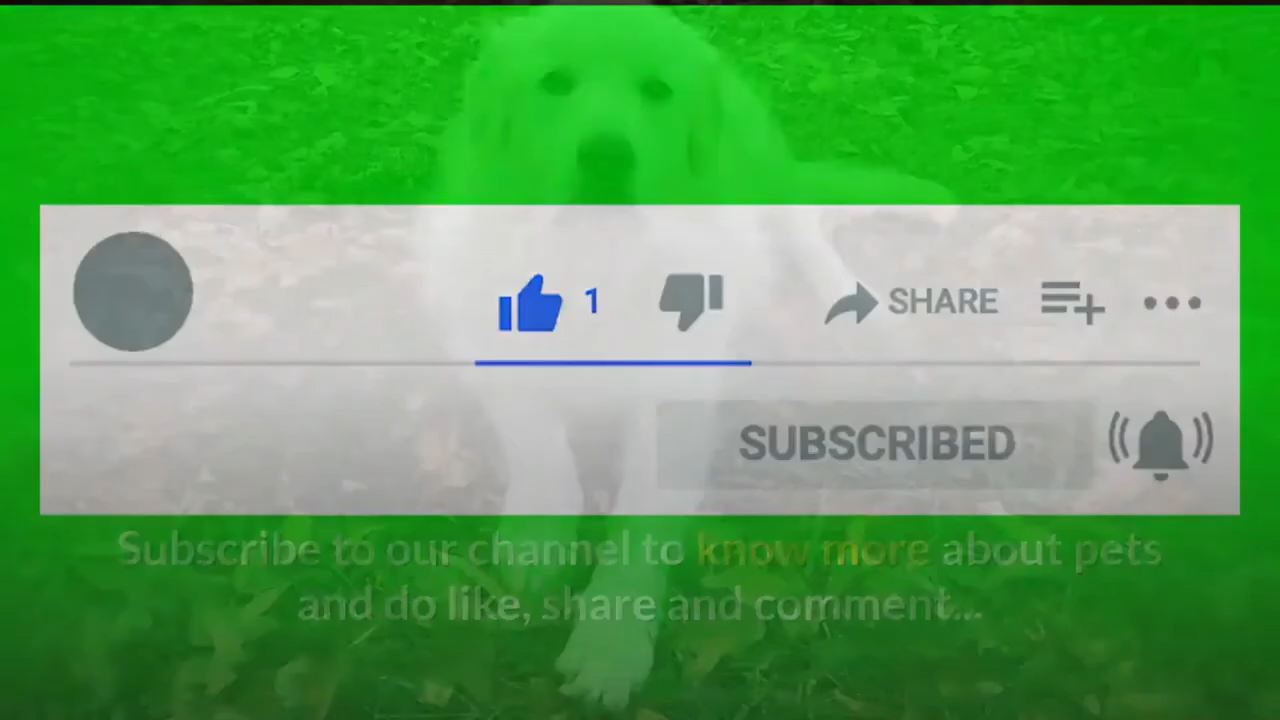 1 SHARE
SUBSCRIBED
Subscribe to our channel to know more about pets
and do like, share and comment...